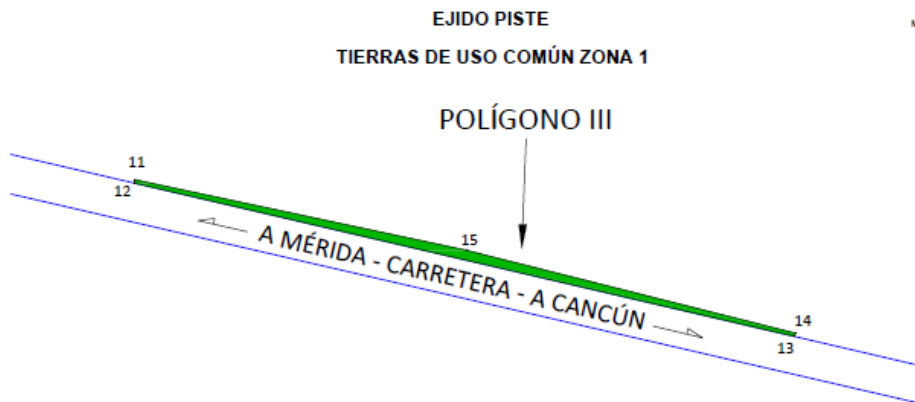 EJIDO PISTE
TIERRAS DE USO COMÚN ZONA 1
POLÍGONO III
11
12
15
A MÉRIDA - CARRETERA - A CANCÚN
14
13